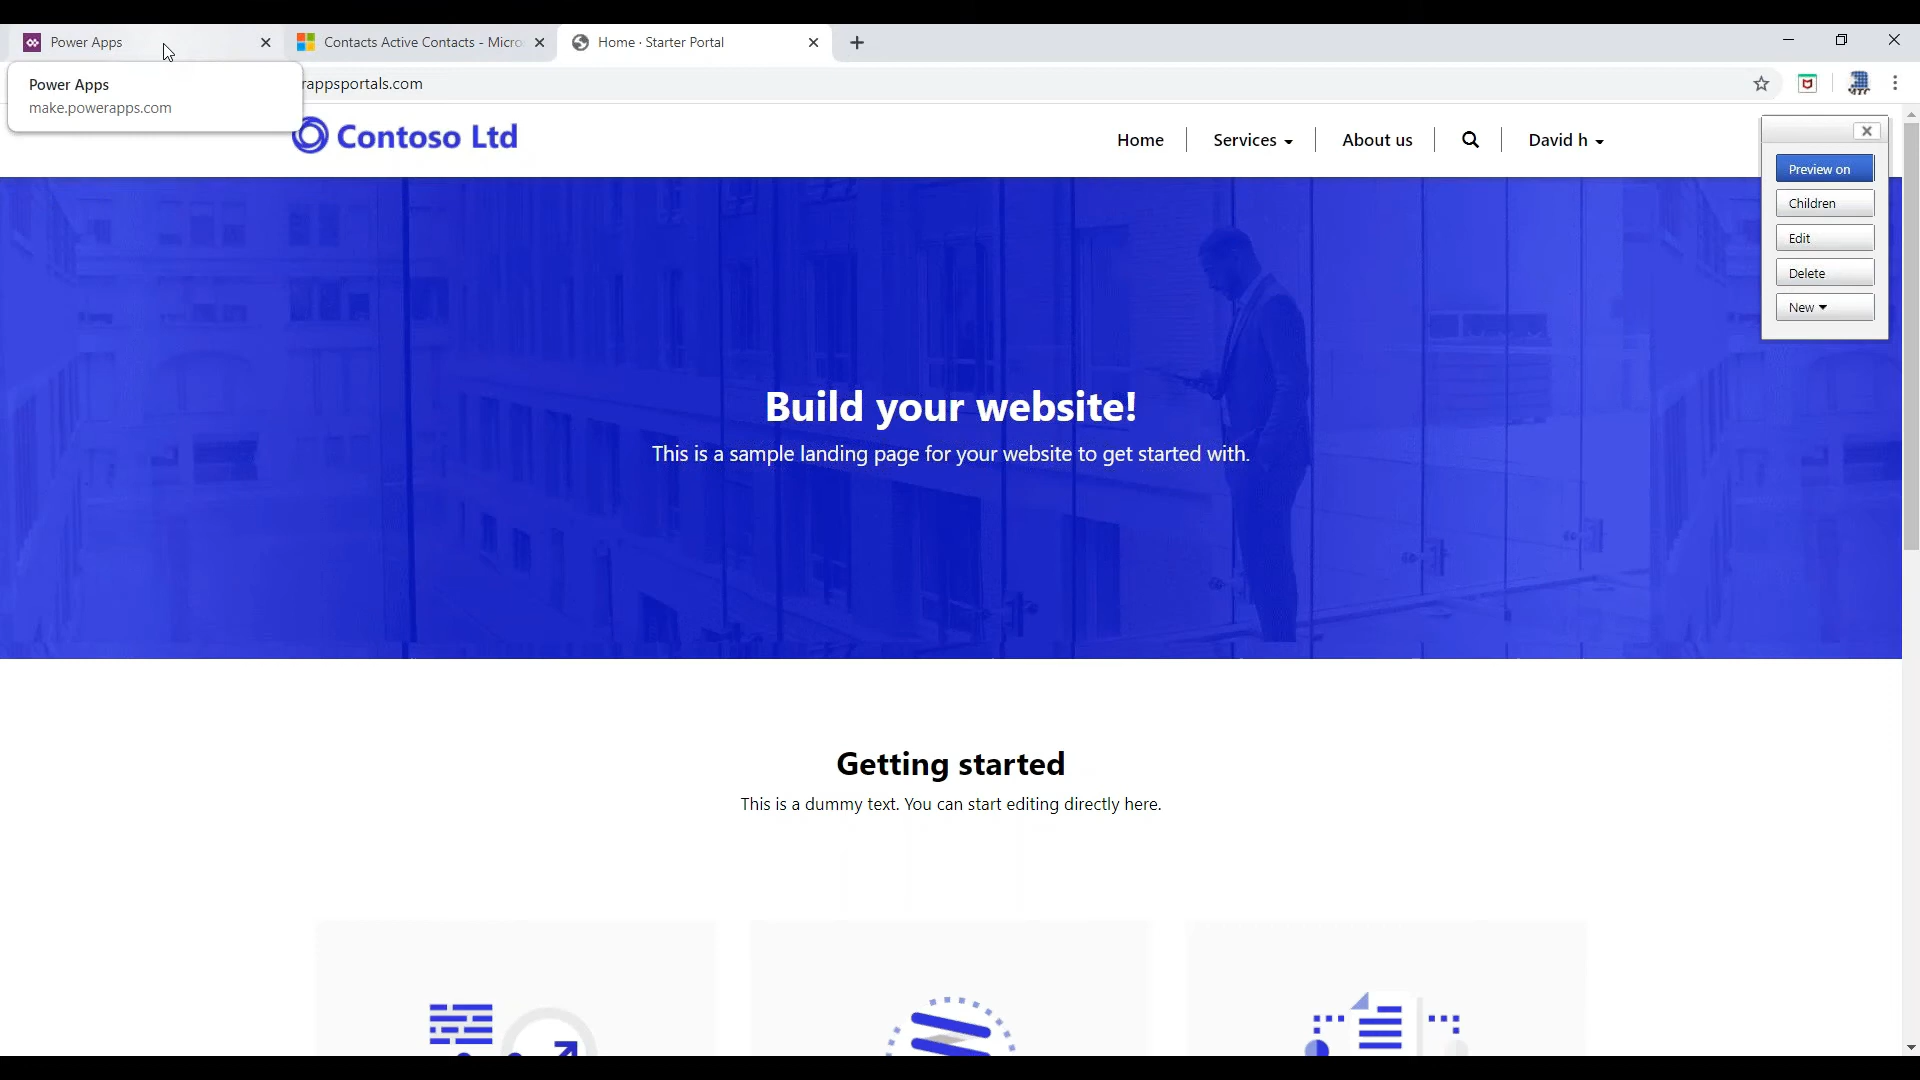 Power Apps
Contacts Active Contacts - Micro
Home · Starter Portal
Power Apps
make.powerapps.com
rappsportals.com
Contoso Ltd
Home
Services
About us
David h
Preview on
Children
Edit
Delete
New
Build your website!
This is a sample landing page for your website to get started with.
Getting started
This is a dummy text. You can start editing directly here.